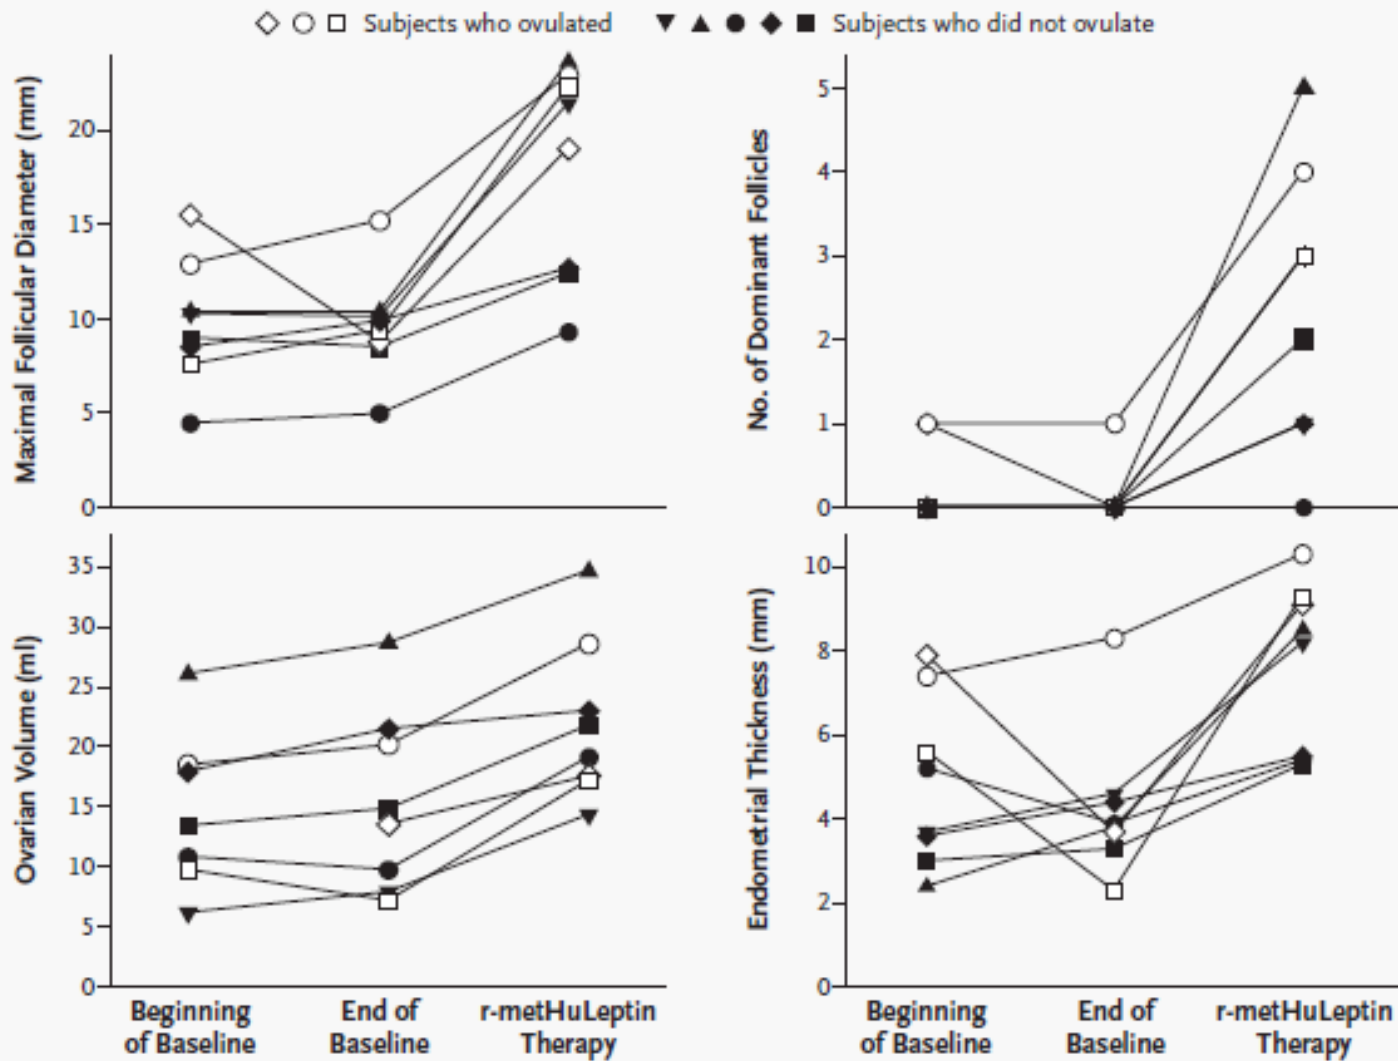 Subjects who ovulated
Subjects who did not ovulate
Maximal Follicular Diameter (mm)
20
15
10
5
0
No. of Dominant Follicles
5
4
3
2
1
0
Ovarian Volume (ml)
35
30
25
20
15
10
5
0
Beginning
of Baseline
End of
Baseline
r-metHuLeptin
Therapy
Endometrial Thickness (mm)
10
8
6
4
2
0
Beginning
of Baseline
End of
Baseline
r-metHuLeptin
Therapy